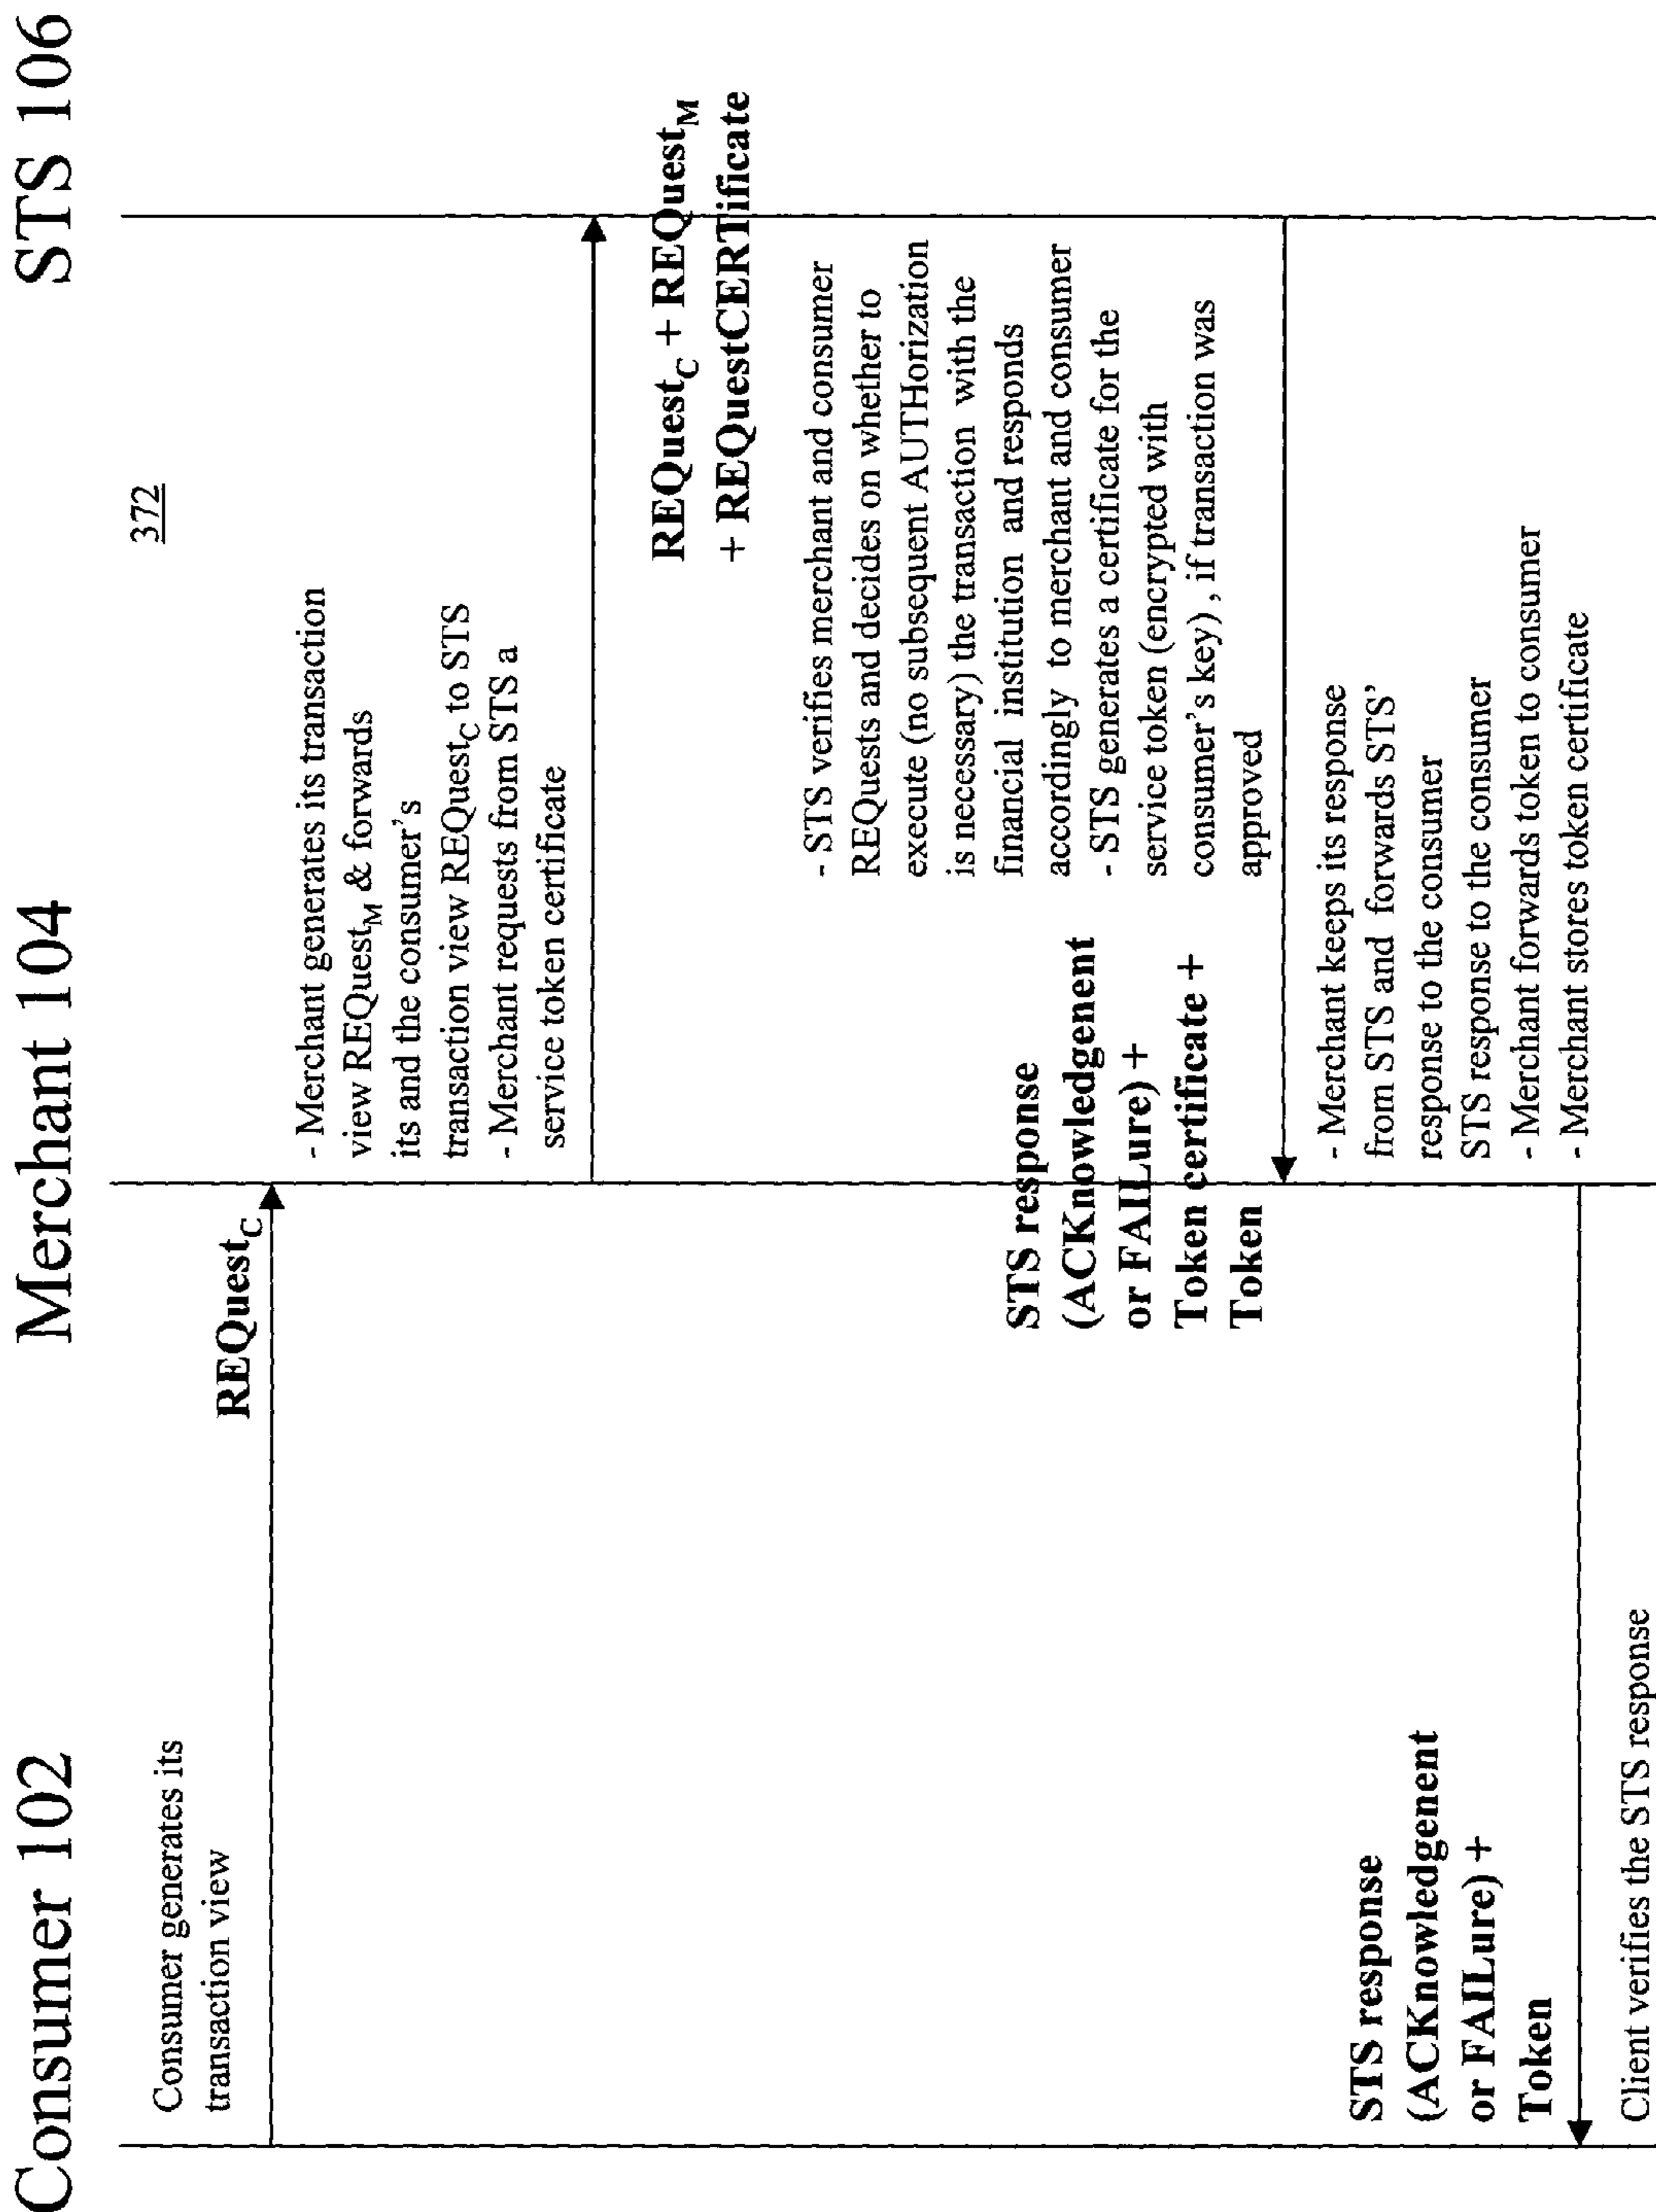 Consumer 102
Merchant 104
STS 106
372
Consumer generates its
transaction view
REQuest_C
- Merchant generates its transaction
view REQuest_M & forwards
its and the consumer's
transaction view REQuest_C to STS
- Merchant requests from STS a
service token certificate
REQuest_C + REQuest_M
+ REQuestCERTificate
- STS verifies merchant and consumer
REQuests and decides on whether to
execute (no subsequent AUTHorization
is necessary) the transaction with the
financial institution and responds
accordingly to merchant and consumer
- STS generates a certificate for the
service token (encrypted with
consumer's key), if transaction was
approved
STS response
(ACKnowledgenent
or FAILure) +
Token certificate +
Token
- Merchant keeps its response
from STS and forwards STS'
response to the consumer
STS response to the consumer
- Merchant forwards token to consumer
- Merchant stores token certificate
STS response
(ACKnowledgenent
or FAILure) +
Token
Client verifies the STS response